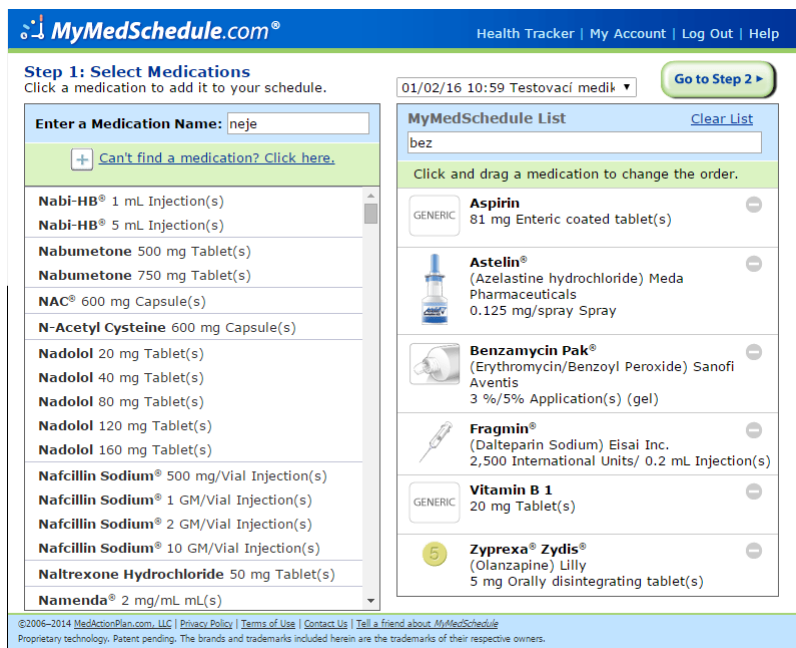 MyMedSchedule.com®
Health Tracker | My Account | Log Out | Help
Step 1: Select Medications
Click a medication to add it to your schedule.
01/02/16 10:59 Testovací medik
Go to Step 2
Enter a Medication Name: neje
Can't find a medication? Click here.
Nabi-HB® 1 mL Injection(s)
Nabi-HB® 5 mL Injection(s)
Nabumetone 500 mg Tablet(s)
Nabumetone 750 mg Tablet(s)
NAC® 600 mg Capsule(s)
N-Acetyl Cysteine 600 mg Capsule(s)
Nadolol 20 mg Tablet(s)
Nadolol 40 mg Tablet(s)
Nadolol 80 mg Tablet(s)
Nadolol 120 mg Tablet(s)
Nadolol 160 mg Tablet(s)
Nafcillin Sodium® 500 mg/Vial Injection(s)
Nafcillin Sodium® 1 GM/Vial Injection(s)
Nafcillin Sodium® 2 GM/Vial Injection(s)
Nafcillin Sodium® 10 GM/Vial Injection(s)
Naltrexone Hydrochloride 50 mg Tablet(s)
Namenda® 2 mg/mL mL(s)
MyMedSchedule List
Clear List
bez
Click and drag a medication to change the order.
GENERIC
Aspirin
81 mg Enteric coated tablet(s)
Astelin®
(Azelastine hydrochloride) Meda
Pharmaceuticals
0.125 mg/spray Spray
Benzamycin Pak®
(Erythromycin/Benzoyl Peroxide) Sanofi
Aventis
3 %/5% Application(s) (gel)
Fragmin®
(Dalteparin Sodium) Eisai Inc.
2,500 International Units/ 0.2 mL Injection(s)
GENERIC
Vitamin B 1
20 mg Tablet(s)
5
Zyprexa® Zydis®
(Olanzapine) Lilly
5 mg Orally disintegrating tablet(s)
©2006–2014 MedActionPlan.com, LLC | Privacy Policy | Terms of Use | Contact Us | Tell a friend about MyMedSchedule
Proprietary technology. Patent pending. The brands and trademarks included herein are the trademarks of their respective owners.